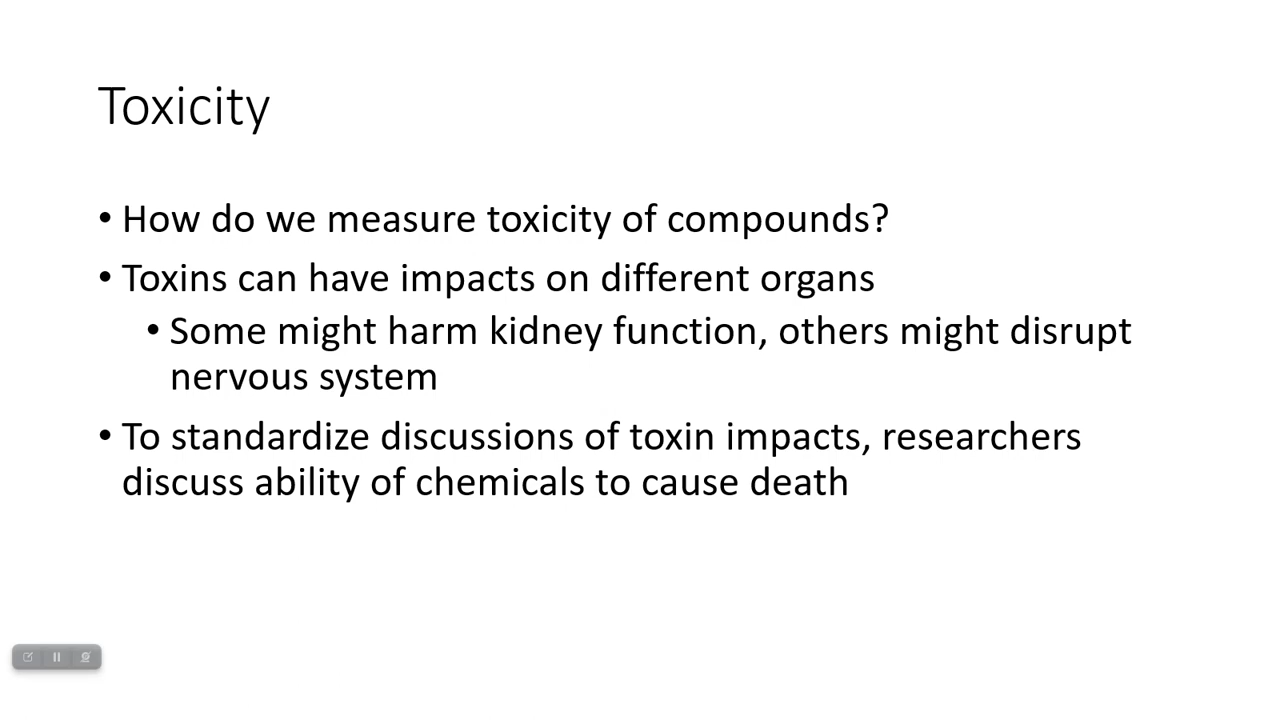 Toxicity
• How do we measure toxicity of compounds?
• Toxins can have impacts on different organs
• Some might harm kidney function, others might disrupt
nervous system
• To standardize discussions of toxin impacts, researchers
discuss ability of chemicals to cause death